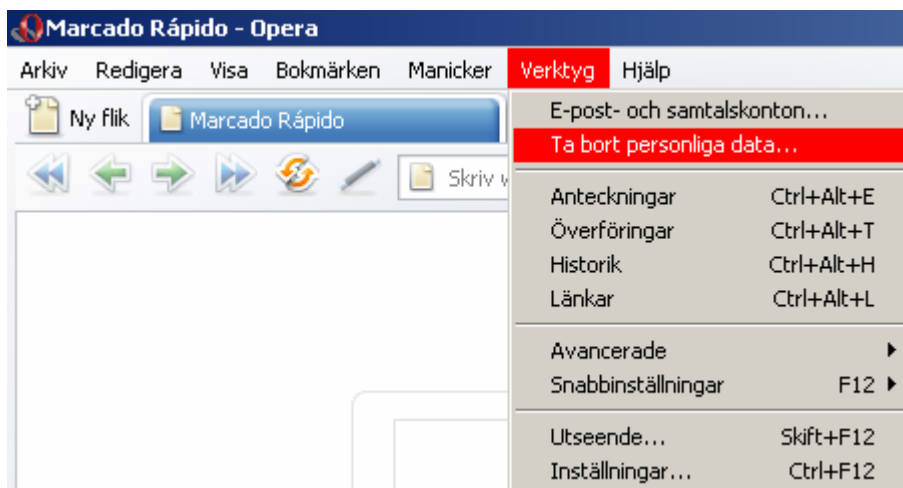 Marcado Rápido - Opera
Arkiv Redigera Visa Bokmärken Manicker Verktyg Hjälp
Ny flik Marcado Rápido
Skriv
E-post- och samtalskonton...
Ta bort personliga data...
Anteckningar Ctrl+Alt+E
Överföringar Ctrl+Alt+T
Historik Ctrl+Alt+H
Länkar Ctrl+Alt+L
Avancerade
Snabbinställningar F12
Utseende... Skift+F12
Inställningar... Ctrl+F12